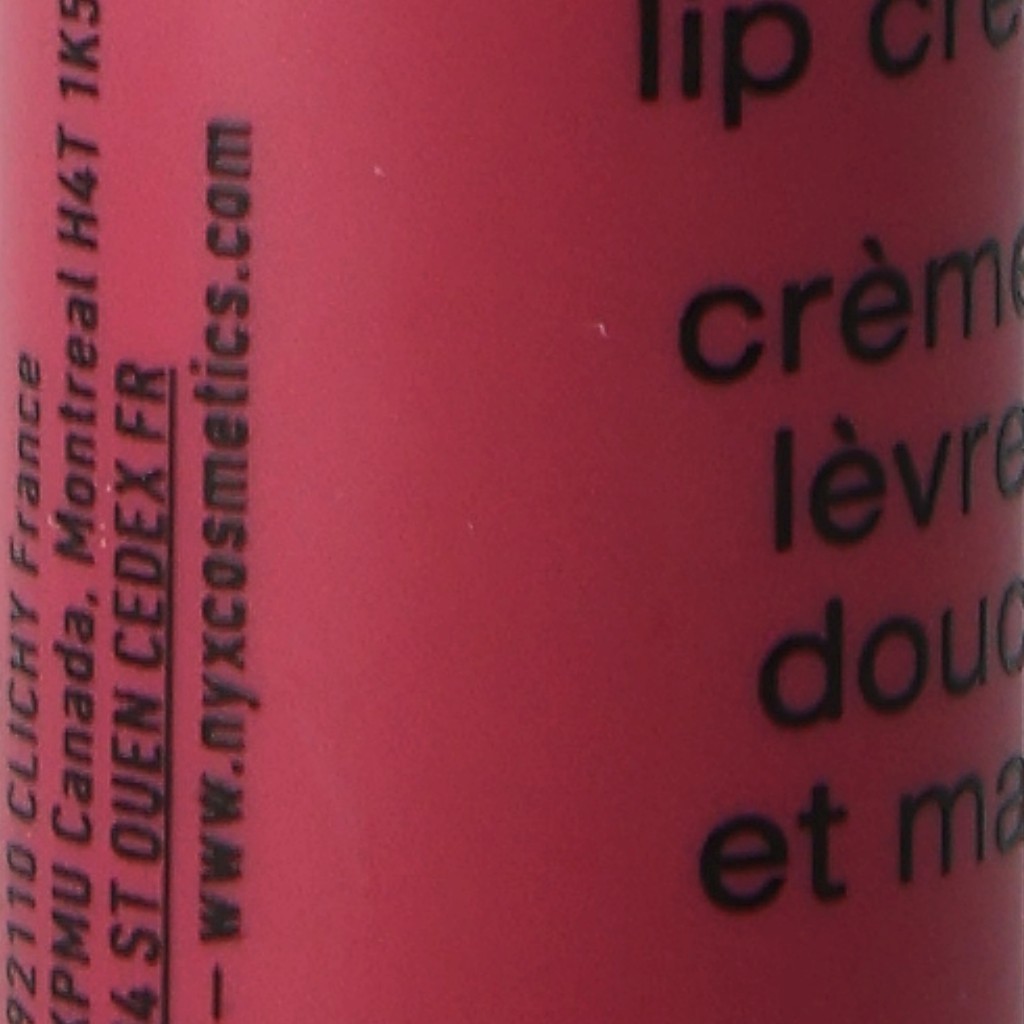 92110 CLICHY France
KPMU Canada, Montreal H4T 1K5
4 ST OUEN CEDEX FR
— www.nyxcosmetics.com
lip cre
crème
lèvre
douc
et ma